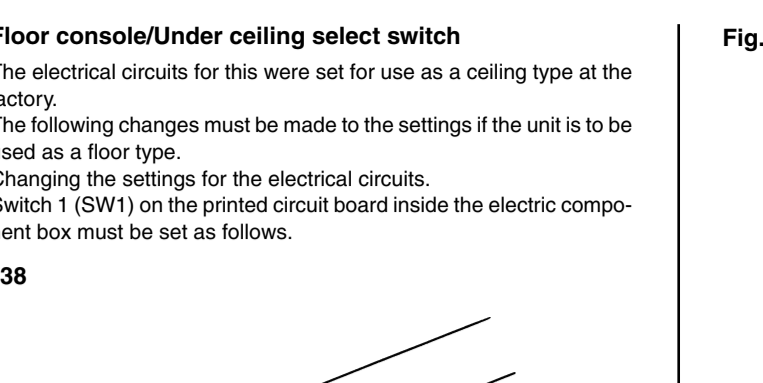 Floor console/Under ceiling select switch
The electrical circuits for this were set for use as a ceiling type at the
factory.
The following changes must be made to the settings if the unit is to be
used as a floor type.
Changing the settings for the electrical circuits.
Switch 1 (SW1) on the printed circuit board inside the electric compo-
nent box must be set as follows.
38
Fig.